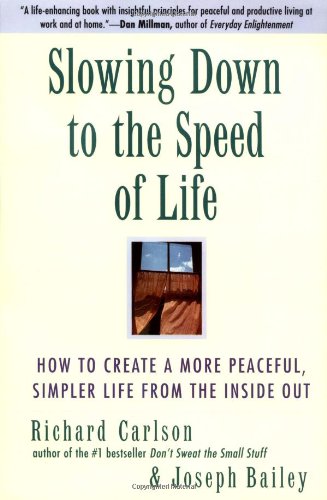 "A life-enhancing book with insightful principles for peaceful and productive living at
work and at home."—Dan Millman, author of Everyday Enlightenment
Slowing Down
to the Speed
of Life
HOW TO CREATE A MORE PEACEFUL,
SIMPLER LIFE FROM THE INSIDE OUT
Richard Carlson
author of the #1 bestseller Don't Sweat the Small Stuff
& Joseph Bailey
Copyrighted Material